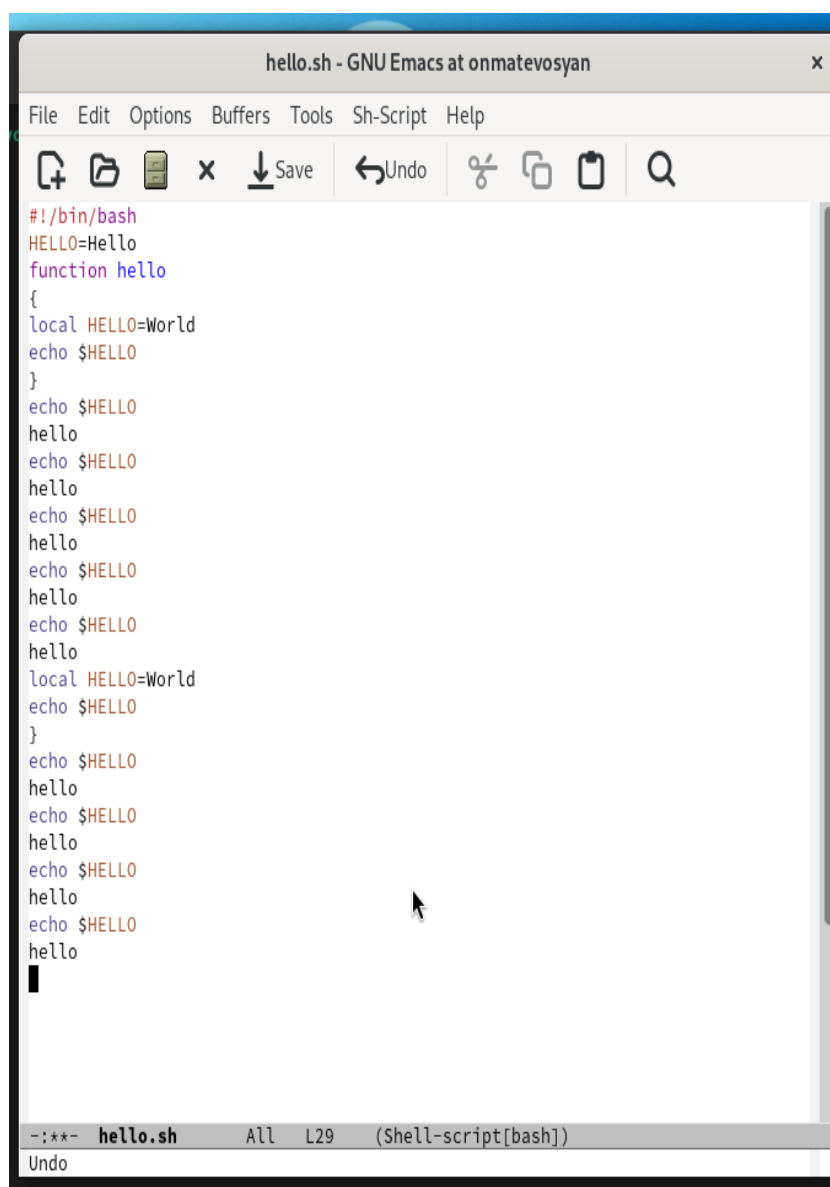 hello.sh - GNU Emacs at onmatevosyan
File Edit Options Buffers Tools Sh-Script Help
Save Undo
#!/bin/bash
HELLO=Hello
function hello
{
local HELLO=World
echo $HELLO
}
echo $HELLO
hello
echo $HELLO
hello
echo $HELLO
hello
echo $HELLO
hello
echo $HELLO
hello
local HELLO=World
echo $HELLO
}
echo $HELLO
hello
echo $HELLO
hello
echo $HELLO
hello
echo $HELLO
hello
-:**- hello.sh All L29 (Shell-script[bash])
Undo